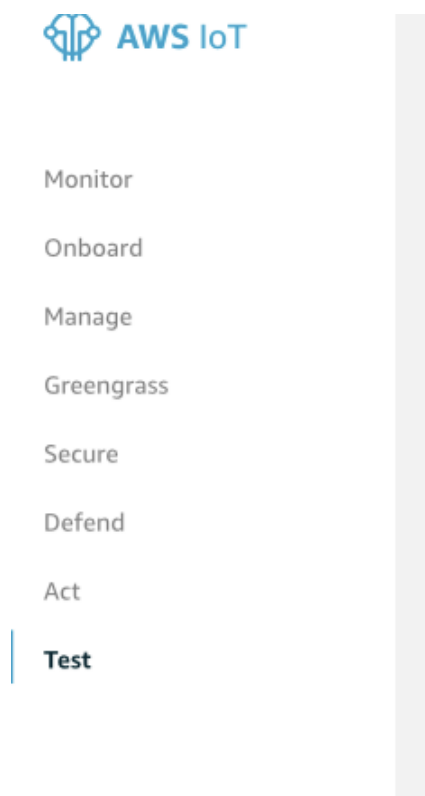 AWS IoT
Monitor
Onboard
Manage
Greengrass
Secure
Defend
Act
Test